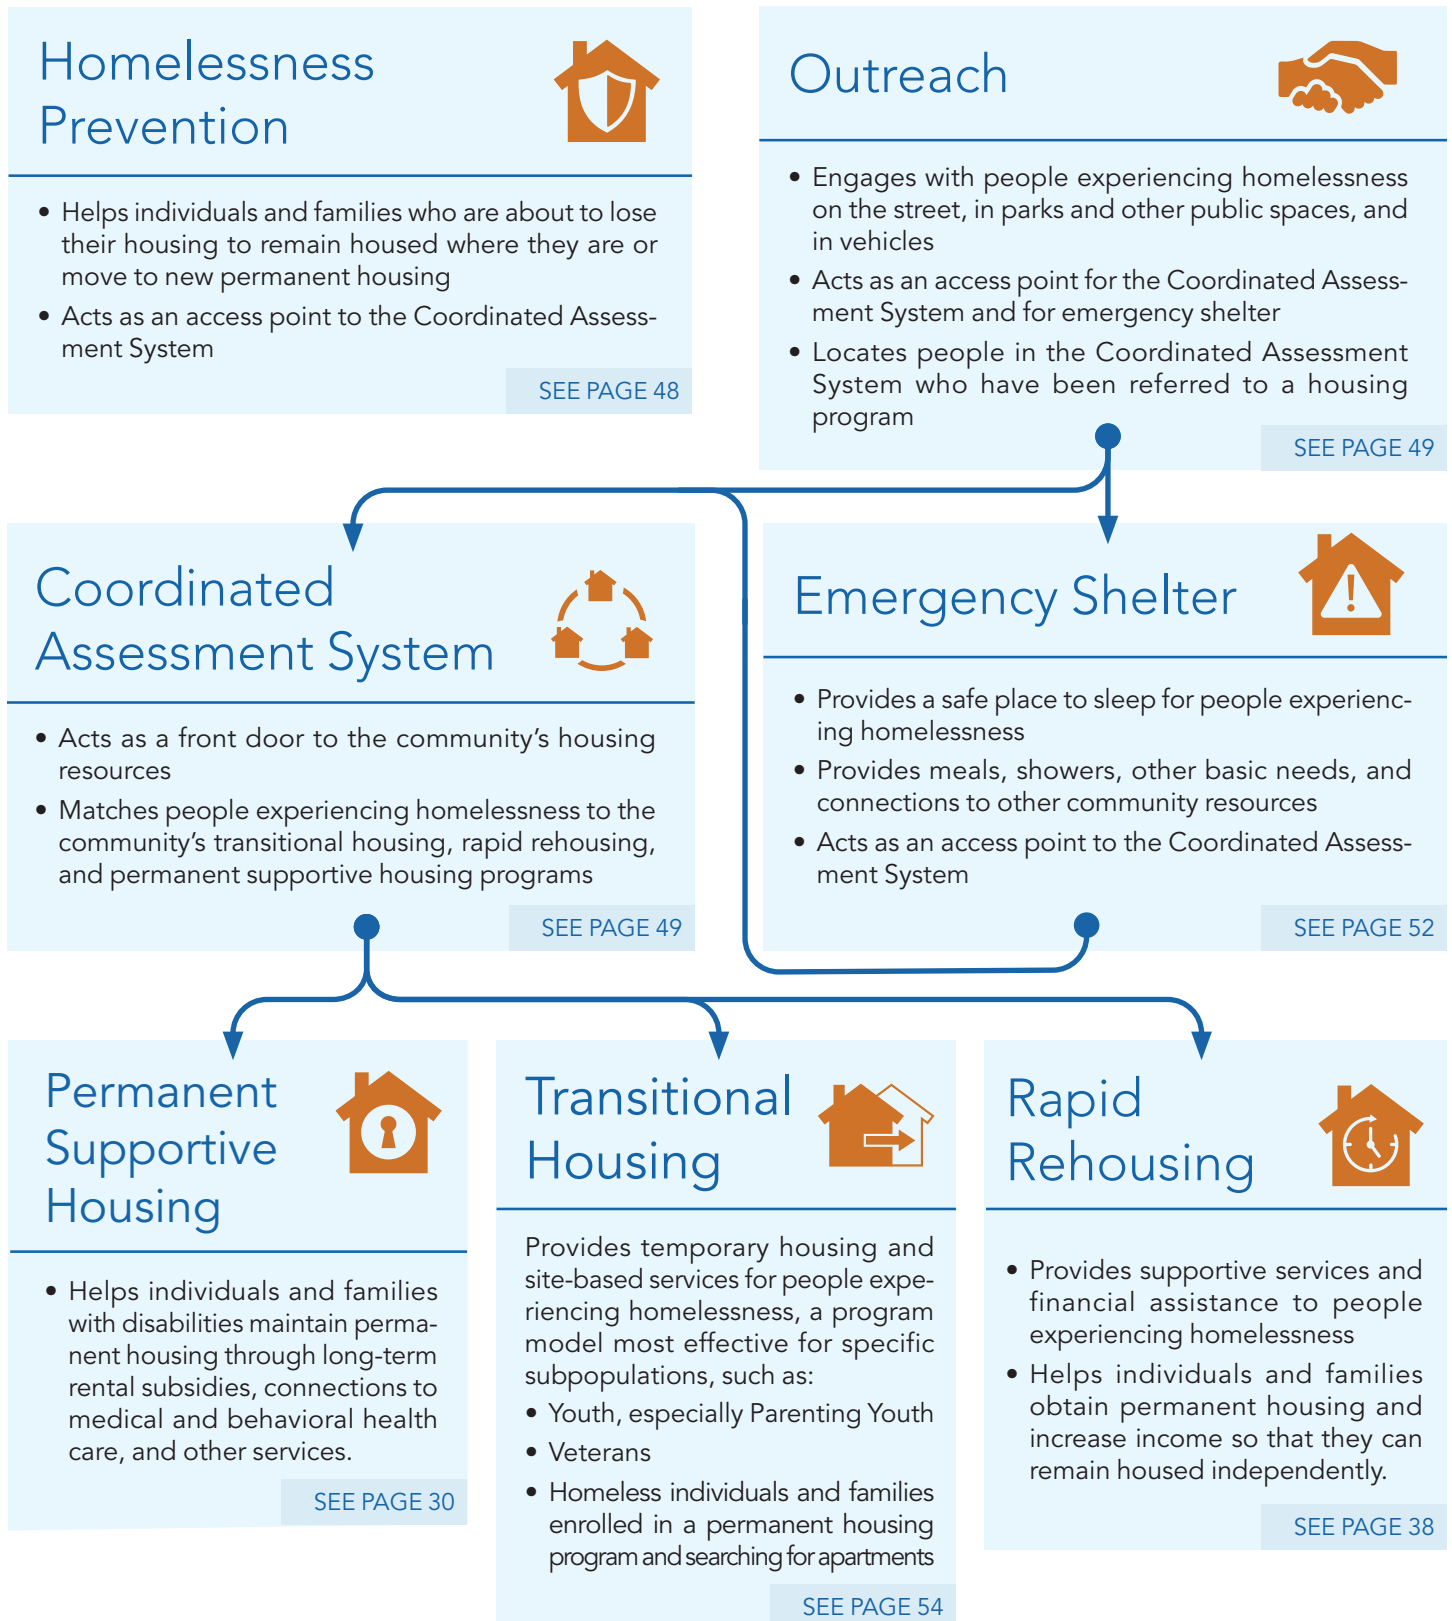 Homelessness
Prevention
• Helps individuals and families who are about to lose
their housing to remain housed where they are or
move to new permanent housing
• Acts as an access point to the Coordinated Assess-
ment System
SEE PAGE 48
Outreach
• Engages with people experiencing homelessness
on the street, in parks and other public spaces, and
in vehicles
• Acts as an access point for the Coordinated Assess-
ment System and for emergency shelter
• Locates people in the Coordinated Assessment
System who have been referred to a housing
program
SEE PAGE 49
Coordinated
Assessment System
• Acts as a front door to the community’s housing
resources
• Matches people experiencing homelessness to the
community’s transitional housing, rapid rehousing,
and permanent supportive housing programs
SEE PAGE 49
Emergency Shelter
• Provides a safe place to sleep for people experienc-
ing homelessness
• Provides meals, showers, other basic needs, and
connections to other community resources
• Acts as an access point to the Coordinated Assess-
ment System
SEE PAGE 52
Permanent
Supportive
Housing
• Helps individuals and families
with disabilities maintain perma-
nent housing through long-term
rental subsidies, connections to
medical and behavioral health
care, and other services.
SEE PAGE 30
Transitional
Housing
Provides temporary housing and
site-based services for people expe-
riencing homelessness, a program
model most effective for specific
subpopulations, such as:
• Youth, especially Parenting Youth
• Veterans
• Homeless individuals and families
enrolled in a permanent housing
program and searching for apartments
SEE PAGE 54
Rapid
Rehousing
• Provides supportive services and
financial assistance to people
experiencing homelessness
• Helps individuals and families
obtain permanent housing and
increase income so that they can
remain housed independently.
SEE PAGE 38